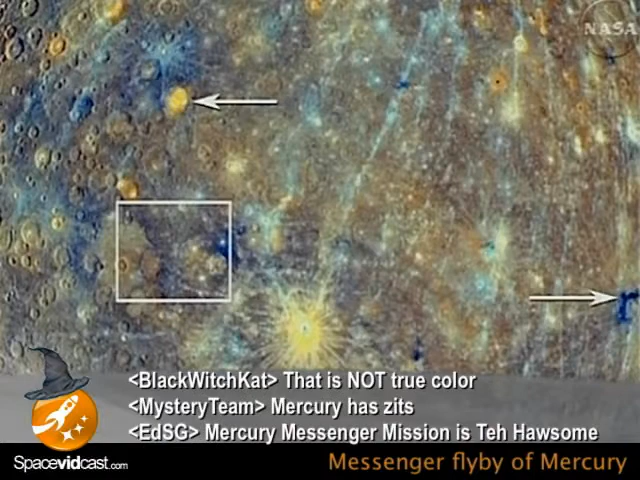 NASA
<BlackWitchKat> That is NOT true color
<MysteryTeam> Mercury has zits
<EdSG> Mercury Messenger Mission is Teh Hawsome
Spacevidcast.com
Messenger flyby of Mercury